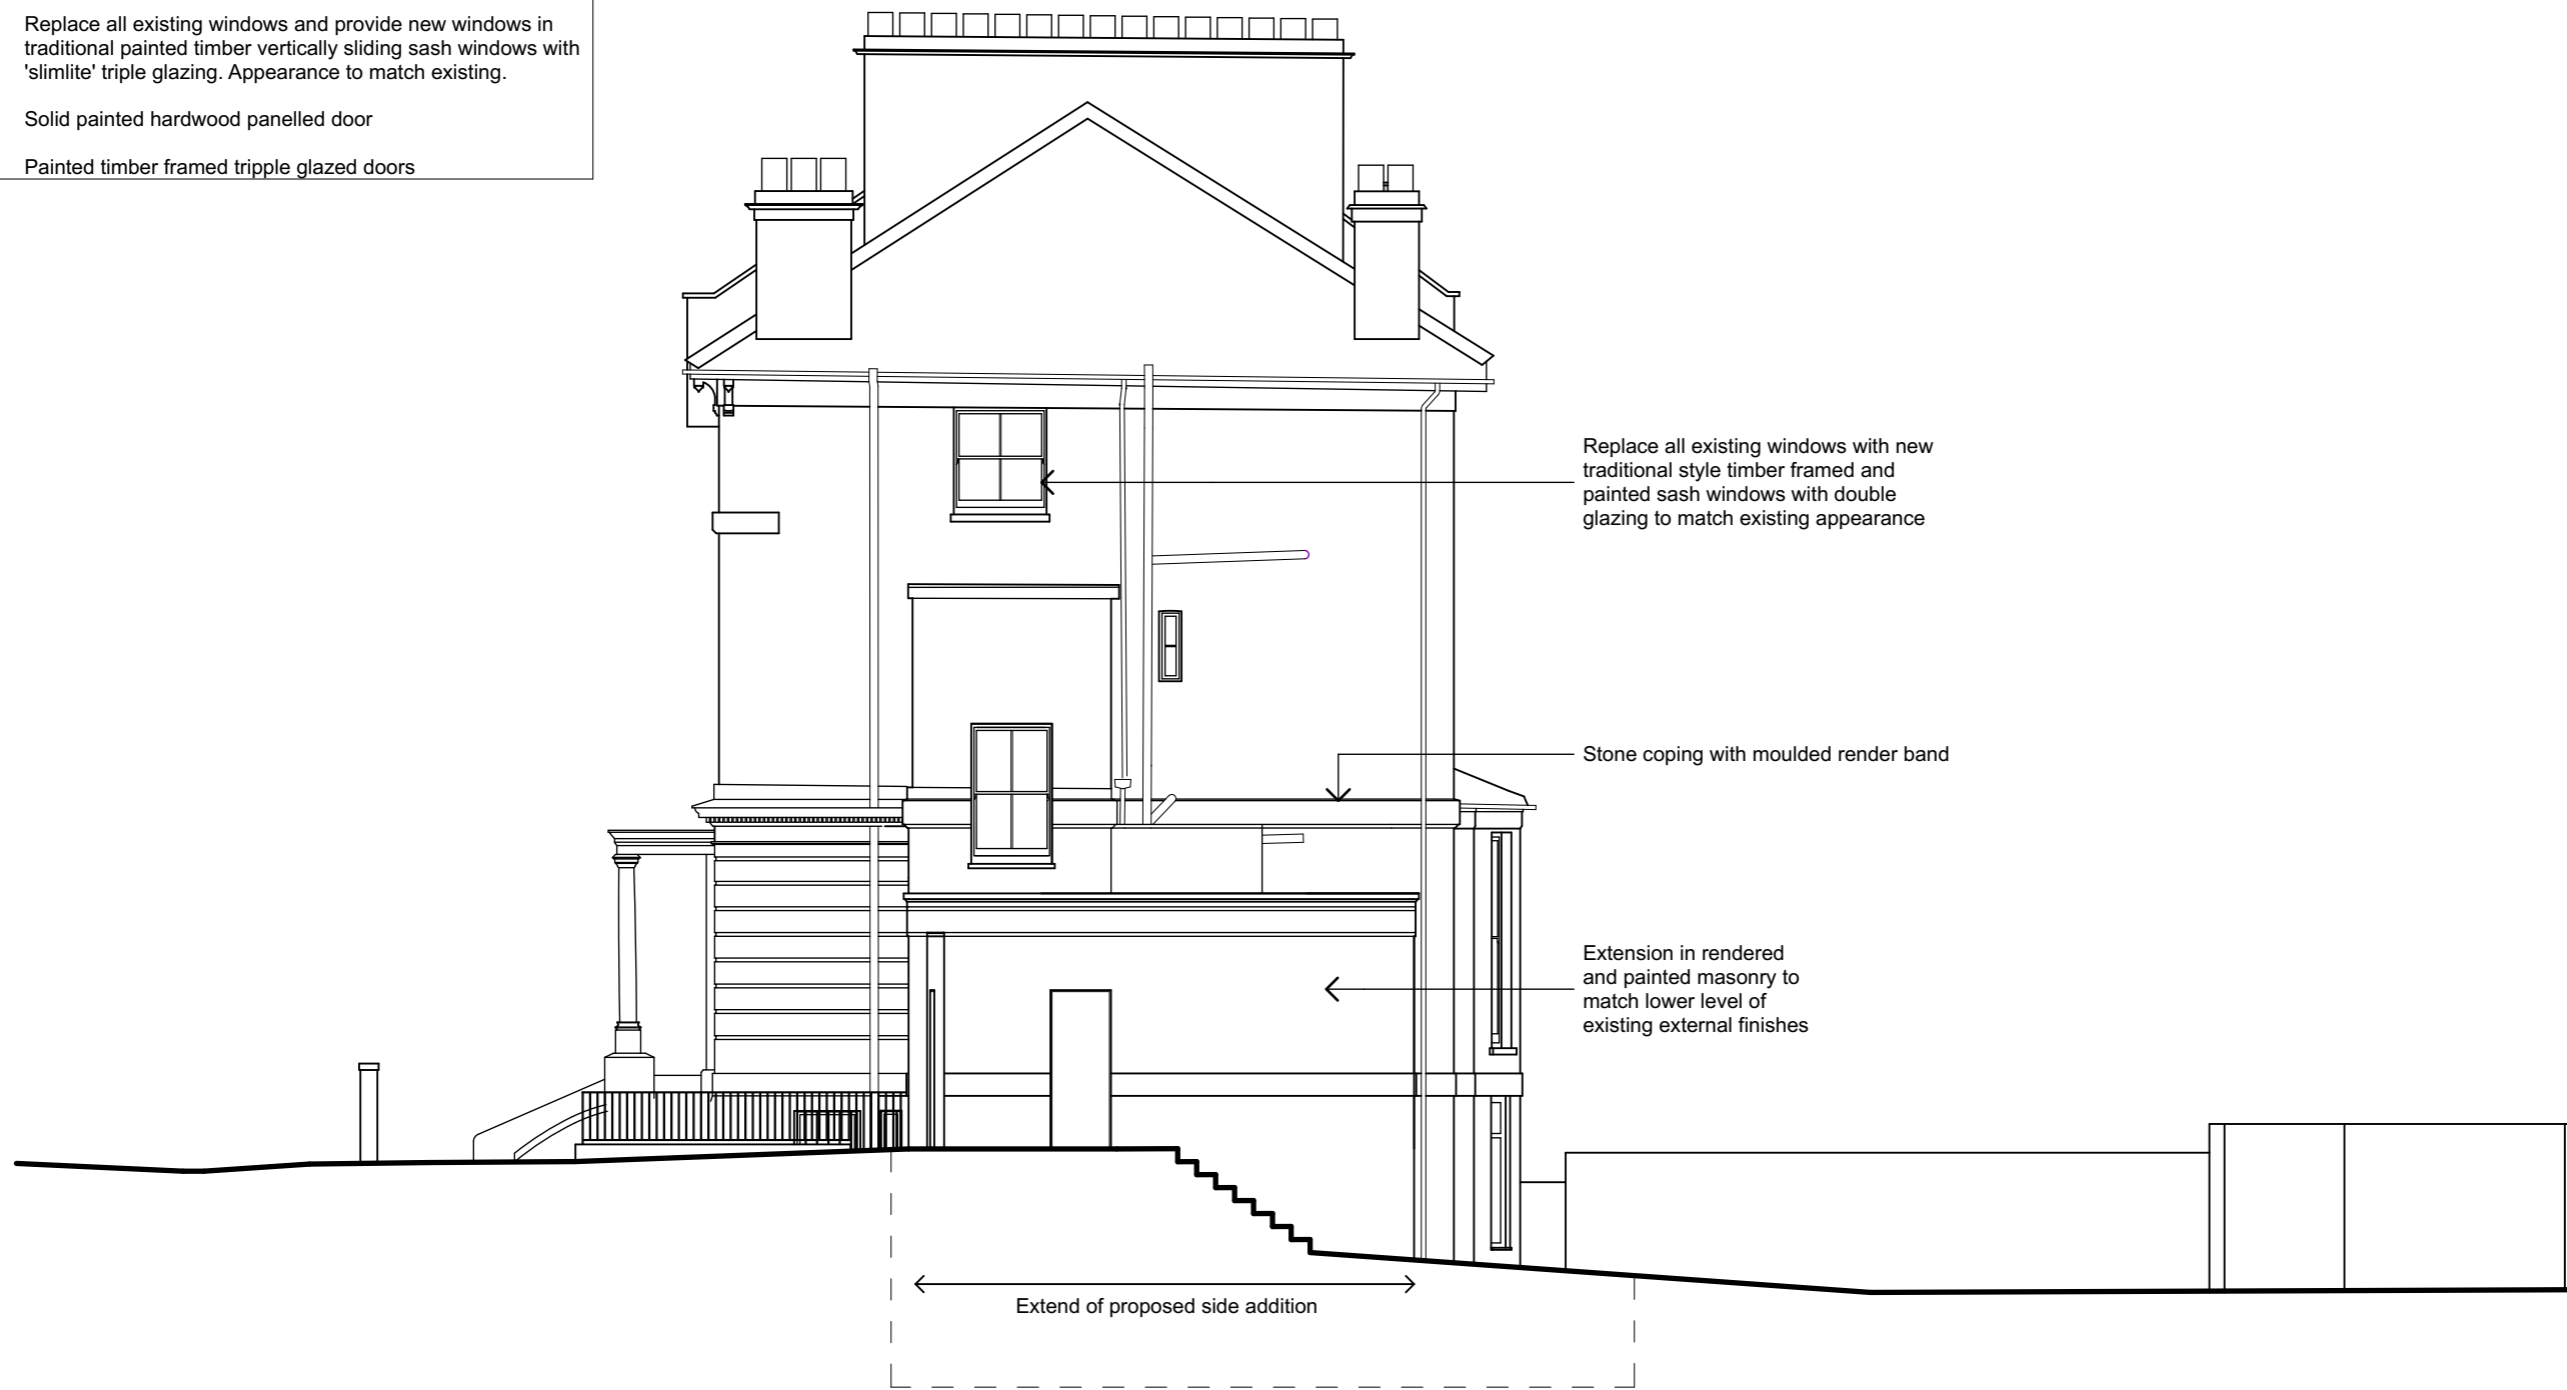 Replace all existing windows and provide new windows in
traditional painted timber vertically sliding sash windows with
'slimlite' triple glazing. Appearance to match existing.
Solid painted hardwood panelled door
Painted timber framed tripple glazed doors
Replace all existing windows with new
traditional style timber framed and
painted sash windows with double
glazing to match existing appearance
Stone coping with moulded render band
Extension in rendered
and painted masonry to
match lower level of
existing external finishes
Extend of proposed side addition